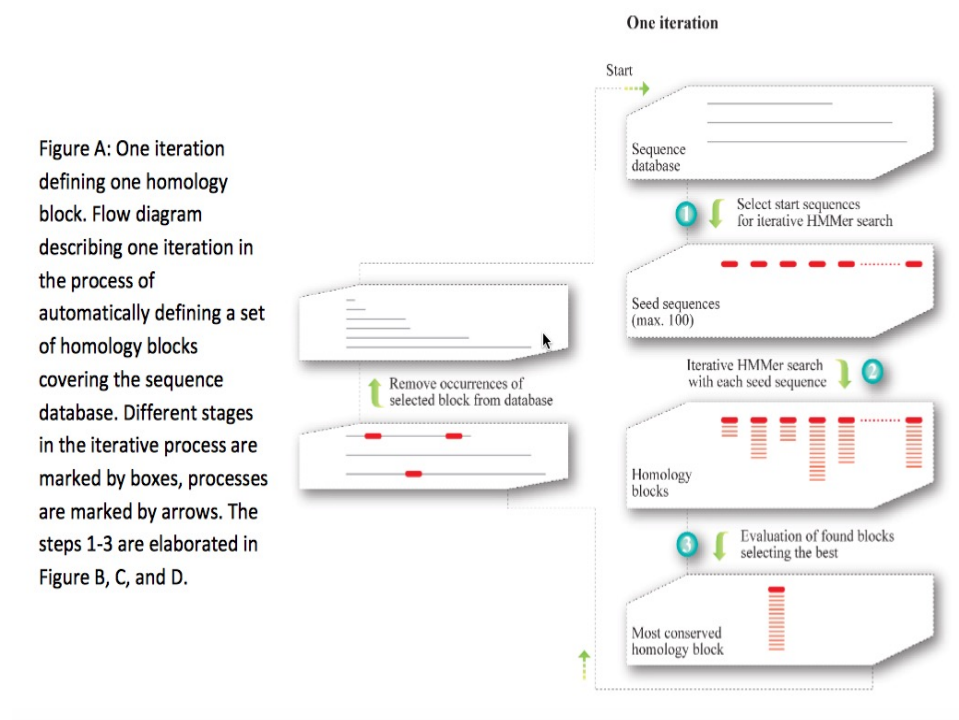 One iteration
Start
Figure A: One iteration
defining one homology
block. Flow diagram
describing one iteration in
the process of
automatically defining a set
of homology blocks
covering the sequence
database. Different stages
in the iterative process are
marked by boxes, processes
are marked by arrows. The
steps 1-3 are elaborated in
Figure B, C, and D.
Sequence
database
1
Select start sequences
for iterative HMMer search
Seed sequences
(max. 100)
Iterative HMMer search
with each seed sequence
2
Homology
blocks
3
Evaluation of found blocks
selecting the best
Most conserved
homology block
Remove occurrences of
selected block from database